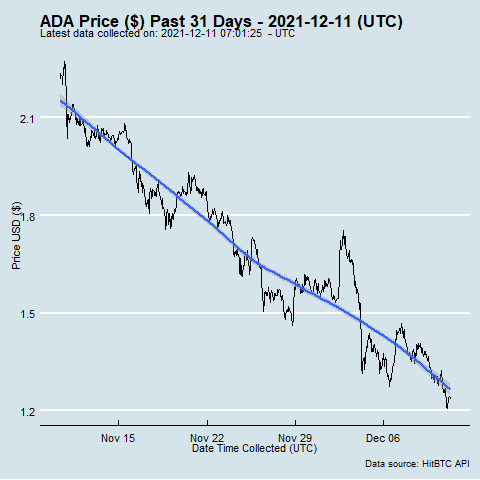 ADA Price ($) Past 31 Days - 2021-12-11 (UTC)
Latest data collected on: 2021-12-11 07:01:25 - UTC
Price USD ($)
2.1
1.8
1.5
1.2
Nov 15 Nov 22 Nov 29 Dec 06
Date Time Collected (UTC)
Data source: HitBTC API